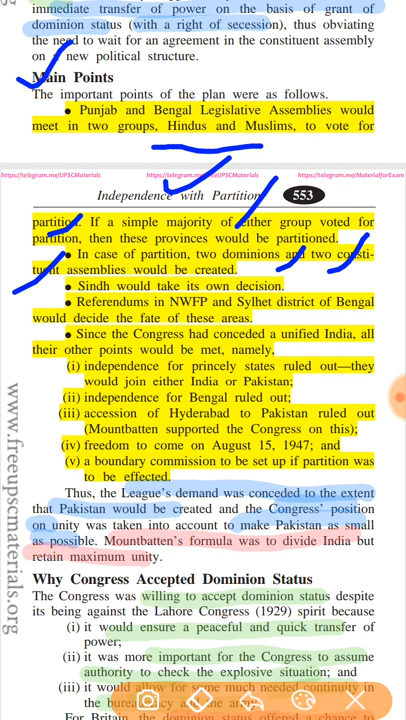 immediate transfer of power on the basis of grant of
dominion status (with a right of secession), thus obviating
the need to wait for an agreement in the constituent assembly
on new political structure.
Main Points
The important points of the plan were as follows.
● Punjab and Bengal Legislative Assemblies would
meet in two groups, Hindus and Muslims, to vote for
https://telegram.me/UPSCMaterials https://telegram.me/FreeUPSCMaterials https://telegram.me/MaterialforExam
Independence with Partition 553
partition. If a simple majority of either group voted for
partition, then these provinces would be partitioned.
● In case of partition, two dominions and two consti-
tuent assemblies would be created.
● Sindh would take its own decision.
● Referendums in NWFP and Sylhet district of Bengal
would decide the fate of these areas.
● Since the Congress had conceded a unified India, all
their other points would be met, namely,
(i) independence for princely states ruled out—they
would join either India or Pakistan;
(ii) independence for Bengal ruled out;
(iii) accession of Hyderabad to Pakistan ruled out
(Mountbatten supported the Congress on this);
(iv) freedom to come on August 15, 1947; and
(v) a boundary commission to be set up if partition was
to be effected.
Thus, the League's demand was conceded to the extent
that Pakistan would be created and the Congress' position
on unity was taken into account to make Pakistan as small
as possible. Mountbatten's formula was to divide India but
retain maximum unity.
Why Congress Accepted Dominion Status
The Congress was willing to accept dominion status despite
its being against the Lahore Congress (1929) spirit because
(i) it would ensure a peaceful and quick transfer of
power;
(ii) it was more important for the Congress to assume
authority to check the explosive situation; and
(iii) it would allow for some much needed continuity in
the bureaucracy and the army.
For Britain, the dominion status offered a chance to
www.freeupscmaterials.org